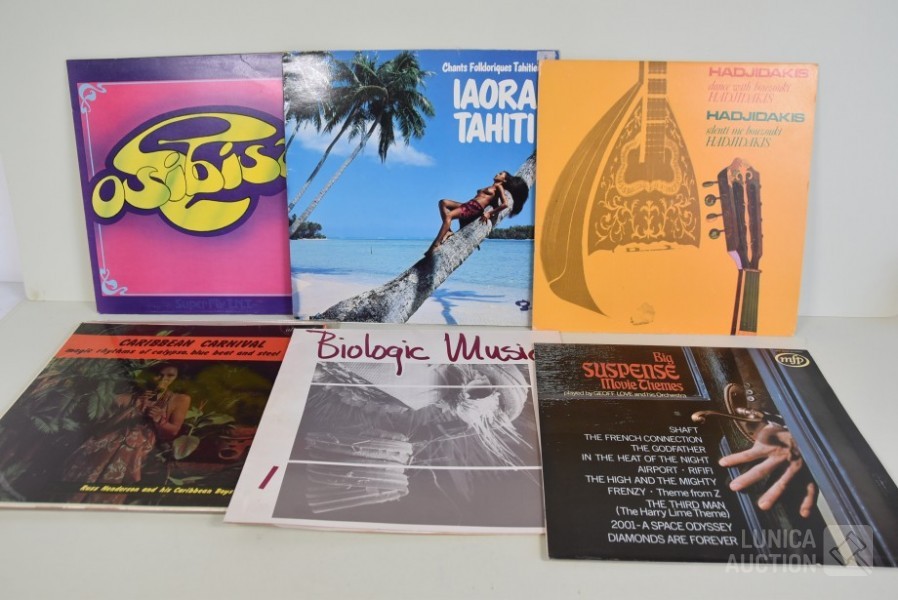 Osibisa
Chants Folkloriques Tahitie
IAORA
TAHITI
HADJIDAKIS
dance with bouzouki
HADJIDAKIS
HADJIDAKIS
HADJIDAKIS
CARIBBEAN CARNIVAL
magic rhythms of calypso, blue beat and steel
Russ Henderson and his Caribbean Boys
Biologic Music
Big
SUSPENSE
Movie Themes
played by GEOFF LOVE and his Orchestra
mfp
SHAFT
THE FRENCH CONNECTION
THE GODFATHER
IN THE HEAT OF THE NIGHT
AIRPORT · RIFIFI
THE HIGH AND THE MIGHTY
FRENZY · Theme from Z
THE THIRD MAN
(The Harry Lime Theme)
2001-A SPACE ODYSSEY
DIAMONDS ARE FOREVER
LUNICA
AUCTION